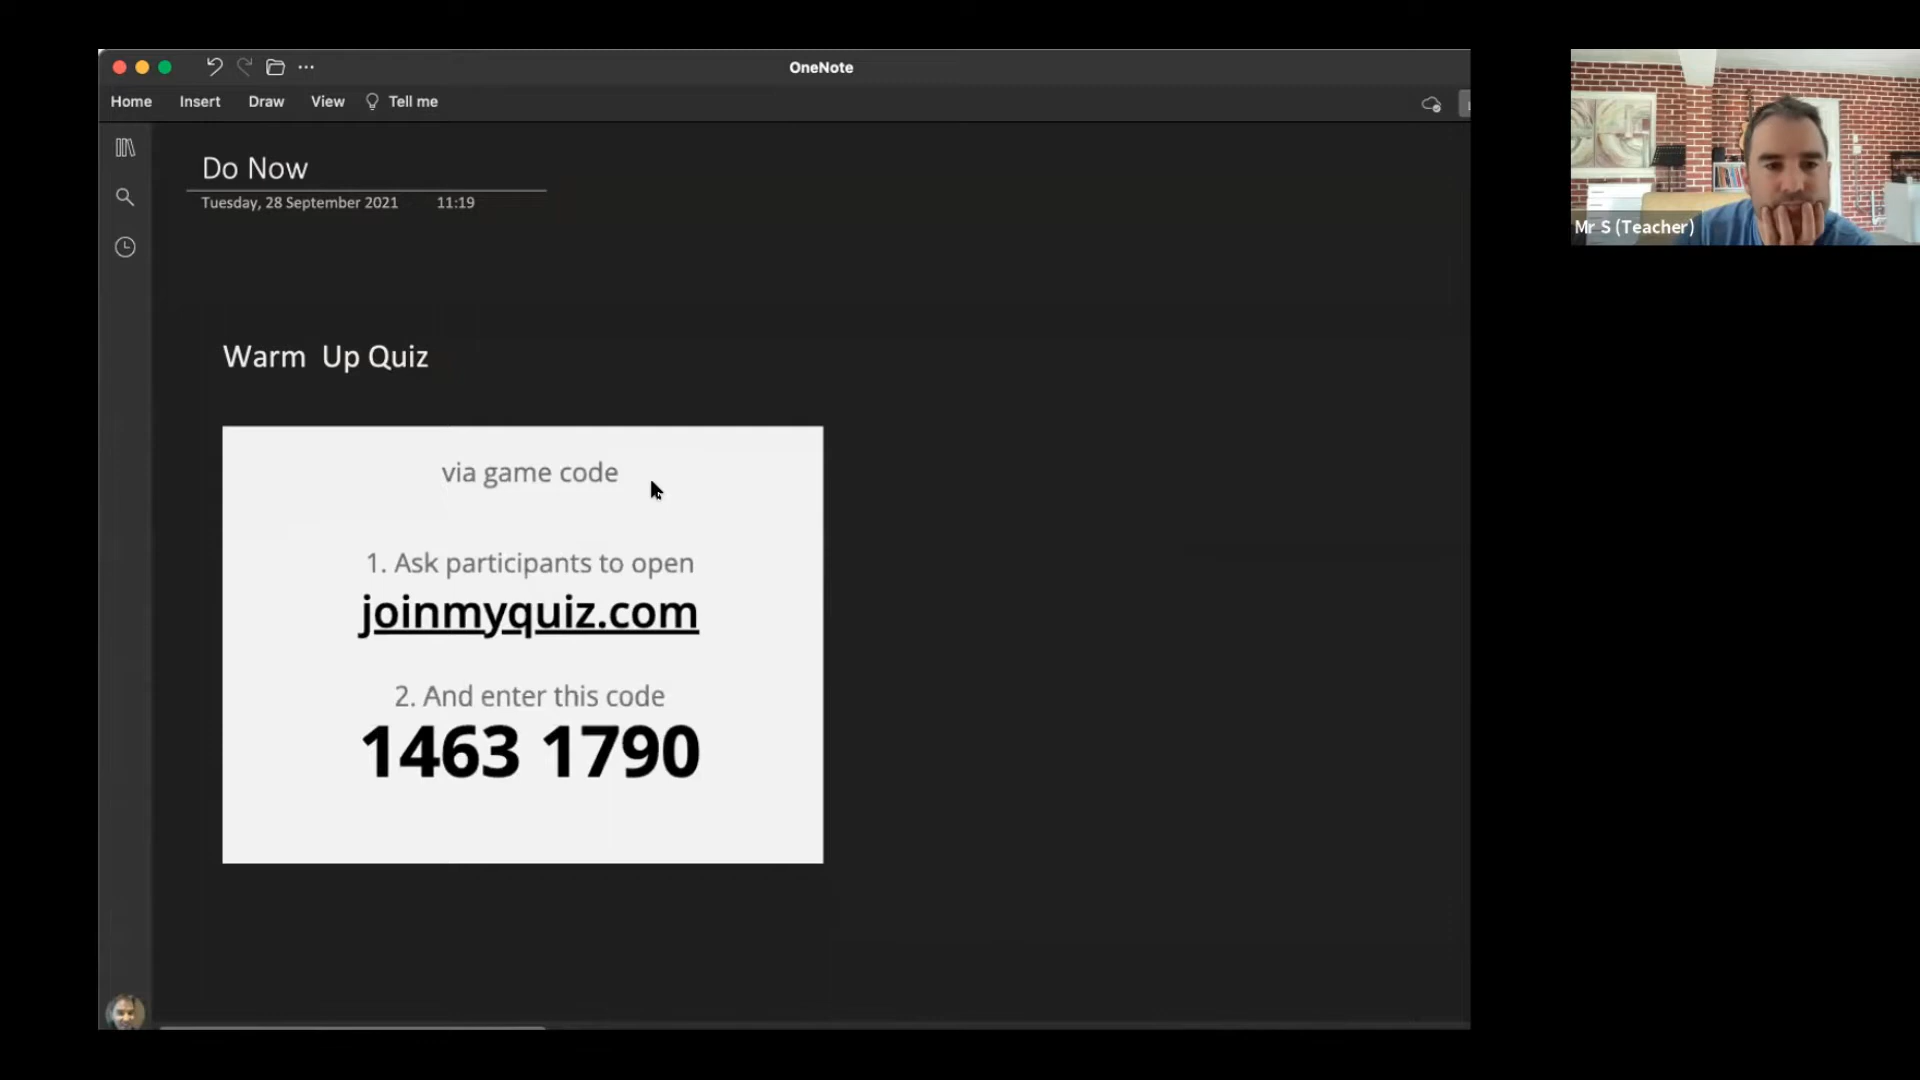 OneNote
Home Insert Draw View Tell me
Do Now
Tuesday, 28 September 2021 11:19
Warm Up Quiz
via game code
1. Ask participants to open
joinmyquiz.com
2. And enter this code
1463 1790
Mr S (Teacher)